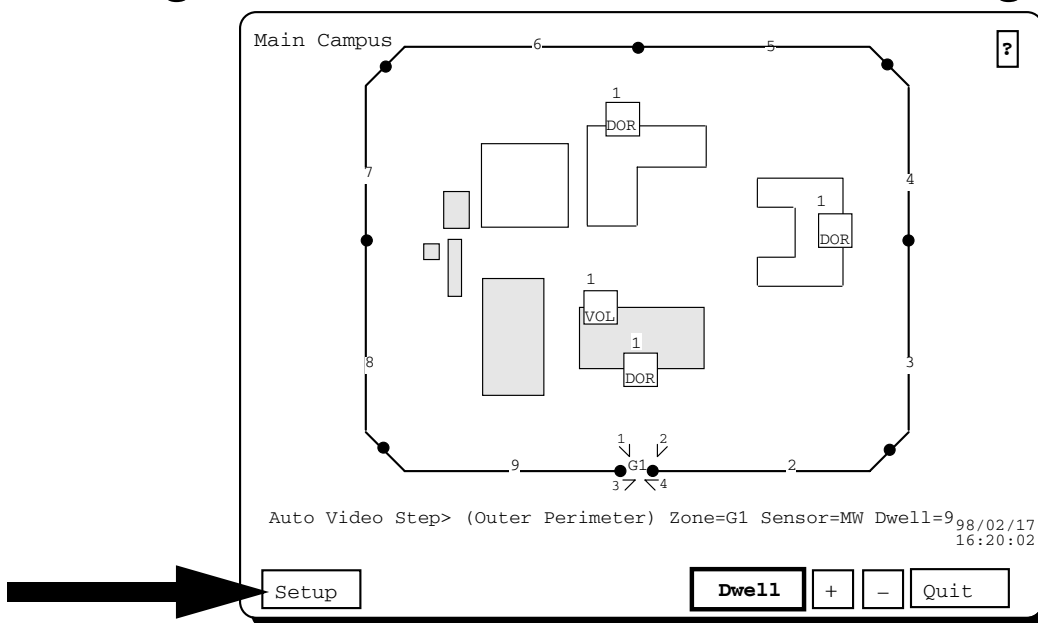 Main Campus
6
5
?
1
DOR
7
4
1
DOR
1
VOL
1
DOR
8
3
1
2
9
G1
2
3
4
Auto Video Step> (Outer Perimeter) Zone=G1 Sensor=MW Dwell=9
98/02/17
16:20:02
Setup
Dwell
+
–
Quit